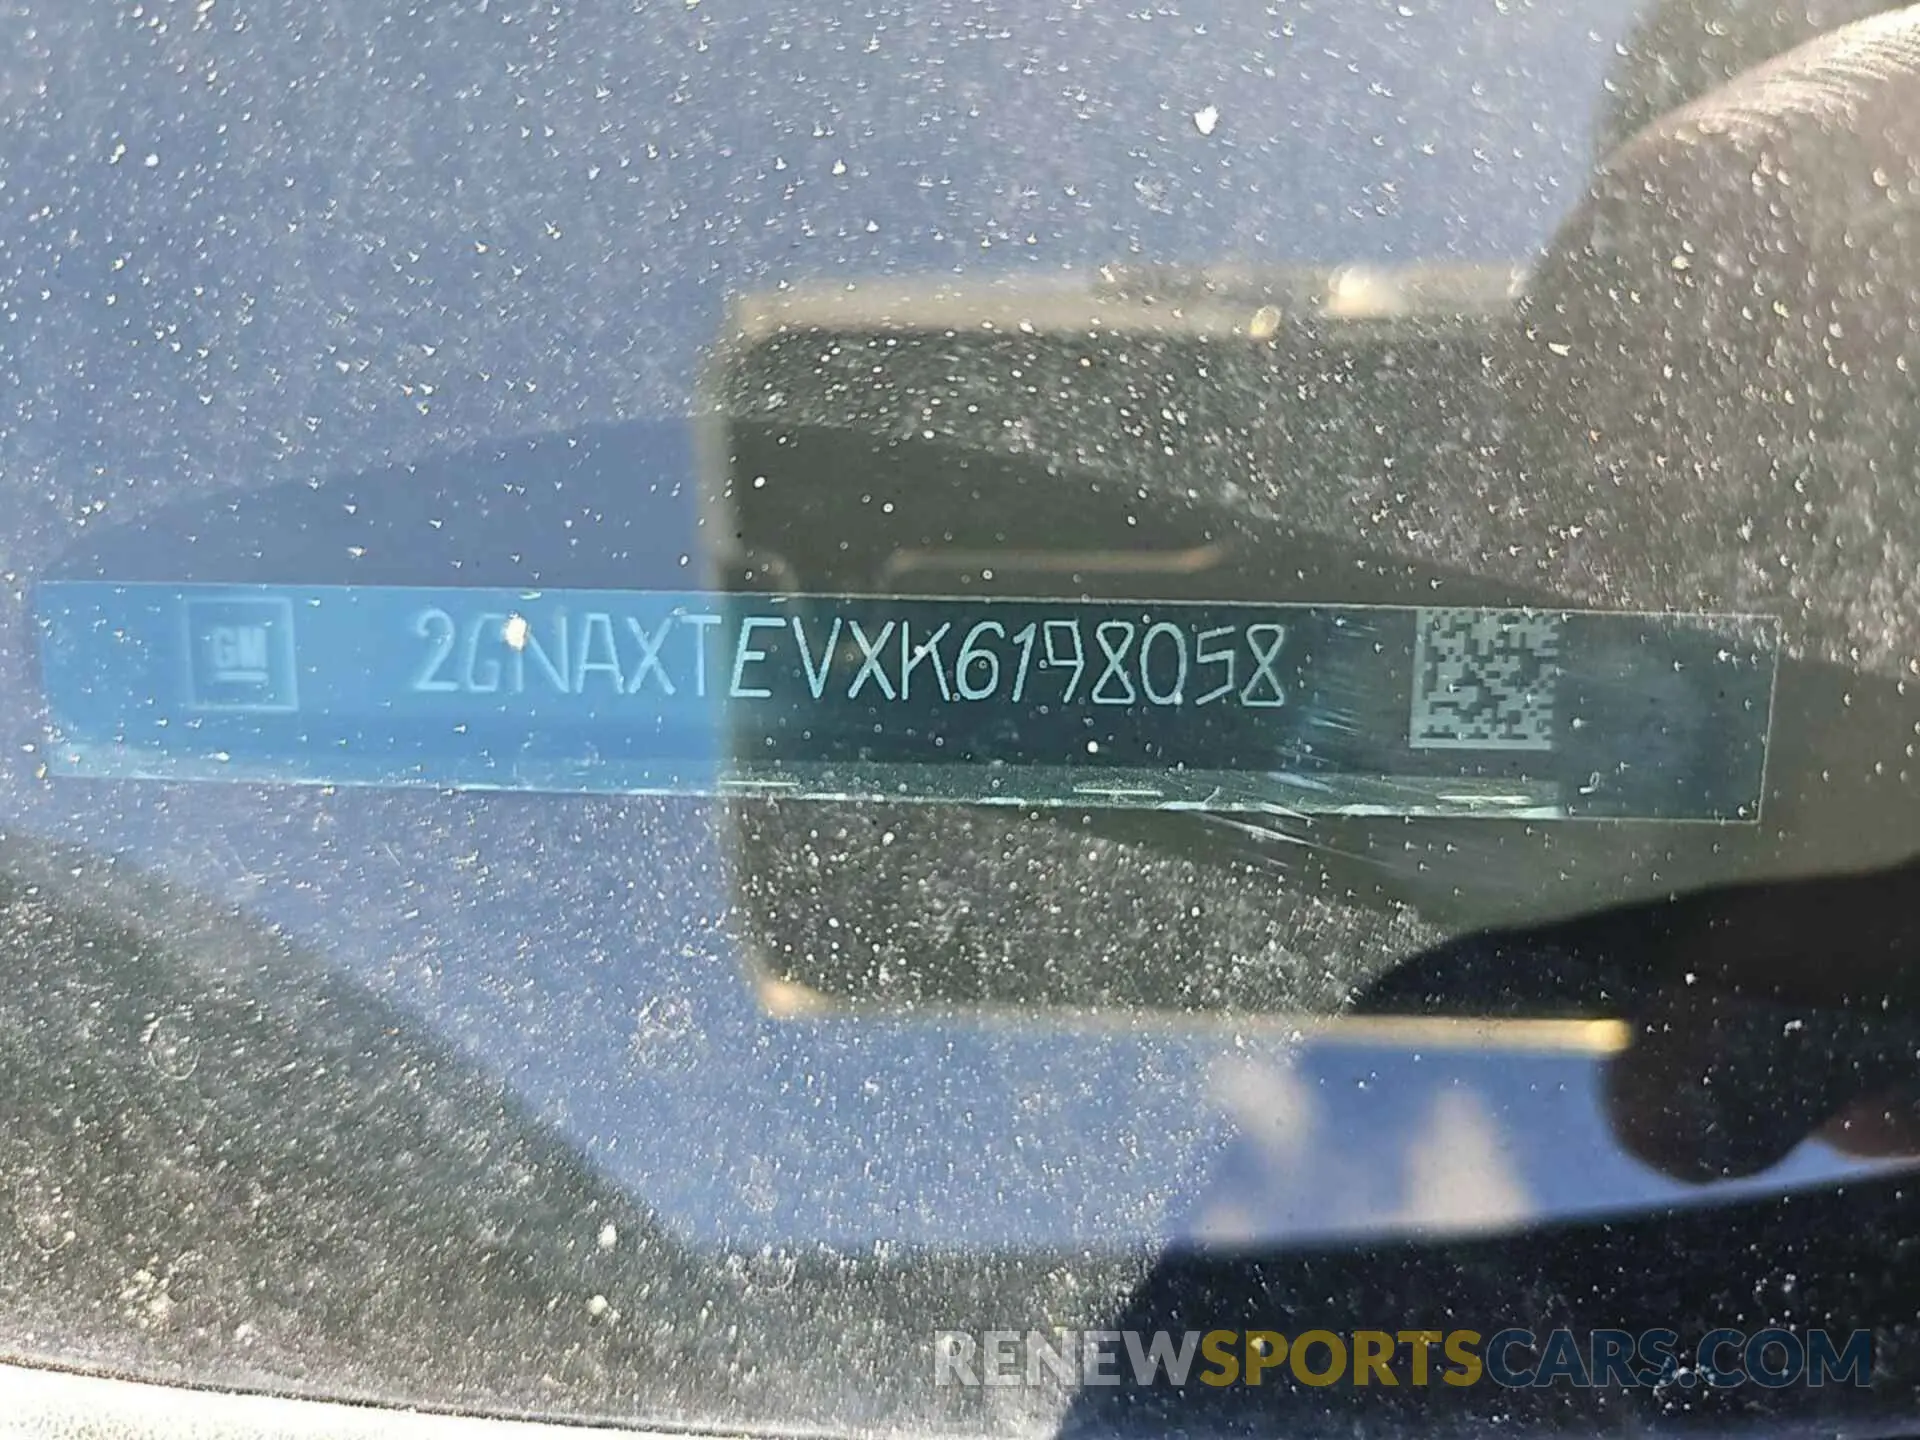 GM 2GNAXTEVXK6198058
RENEWSPORTSCARS.COM